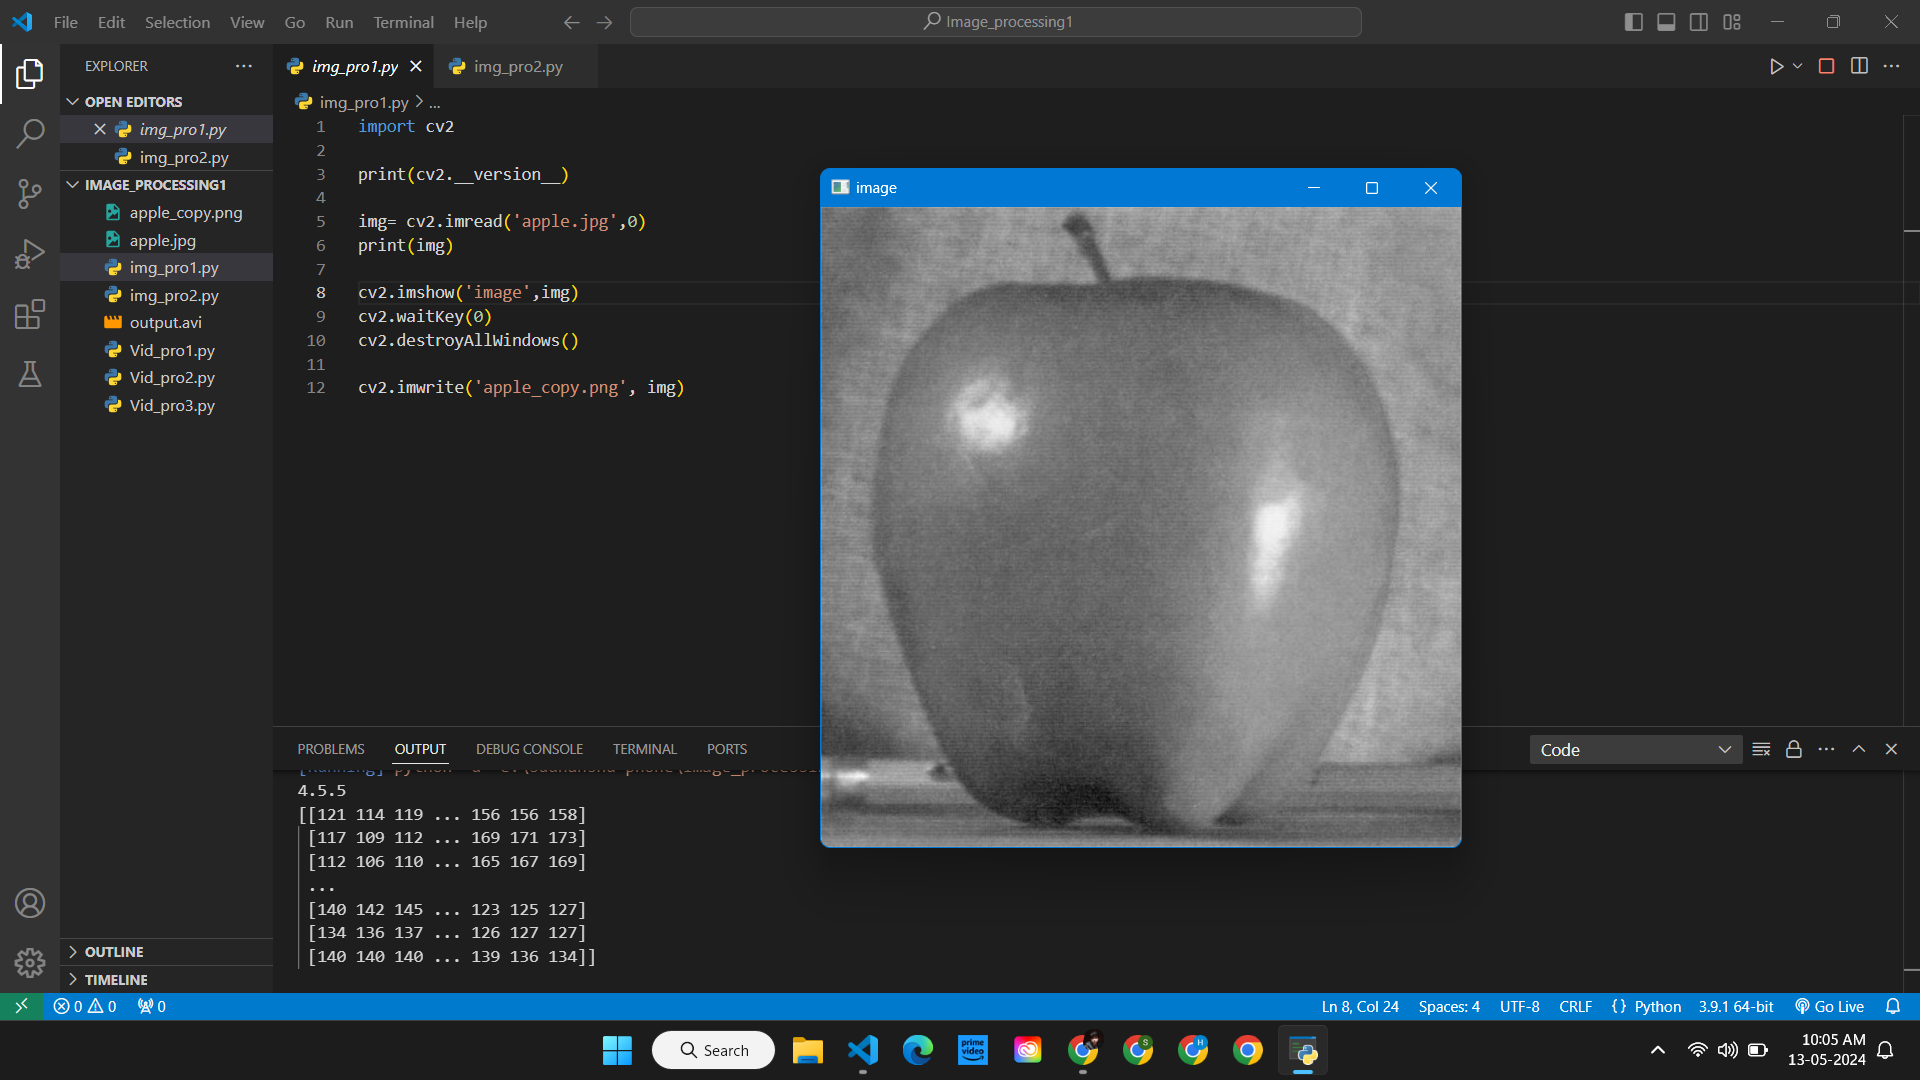 File Edit Selection View Go Run Terminal Help
Image_processing1
EXPLORER
OPEN EDITORS
img_pro1.py
img_pro2.py
IMAGE_PROCESSING1
apple_copy.png
apple.jpg
img_pro1.py
img_pro2.py
output.avi
Vid_pro1.py
Vid_pro2.py
Vid_pro3.py
OUTLINE
TIMELINE
img_pro1.py img_pro2.py
img_pro1.py > ...
1 import cv2
2
3 print(cv2.__version__)
4
5 img= cv2.imread('apple.jpg',0)
6 print(img)
7
8 cv2.imshow('image',img)
9 cv2.waitKey(0)
10 cv2.destroyAllWindows()
11
12 cv2.imwrite('apple_copy.png', img)
image
PROBLEMS OUTPUT DEBUG CONSOLE TERMINAL PORTS
Code
[Running] python
4.5.5
[[121 114 119 ... 156 156 158]
[117 109 112 ... 169 171 173]
[112 106 110 ... 165 167 169]
...
[140 142 145 ... 123 125 127]
[134 136 137 ... 126 127 127]
[140 140 140 ... 139 136 134]]
0 0 0
Ln 8, Col 24 Spaces: 4 UTF-8 CRLF {} Python 3.9.1 64-bit Go Live
Search
prime video
S
H
10:05 AM
13-05-2024